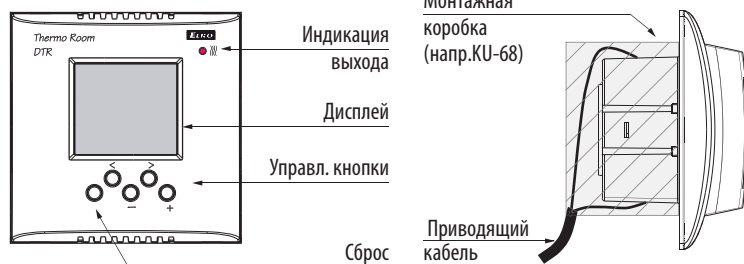 Thermo Room
DTR
ELKO
Индикация
выхода
Дисплей
Управл. кнопки
Сброс
< >
− +
Монтажная
коробка
(напр.KU-68)
Приводящий
кабель